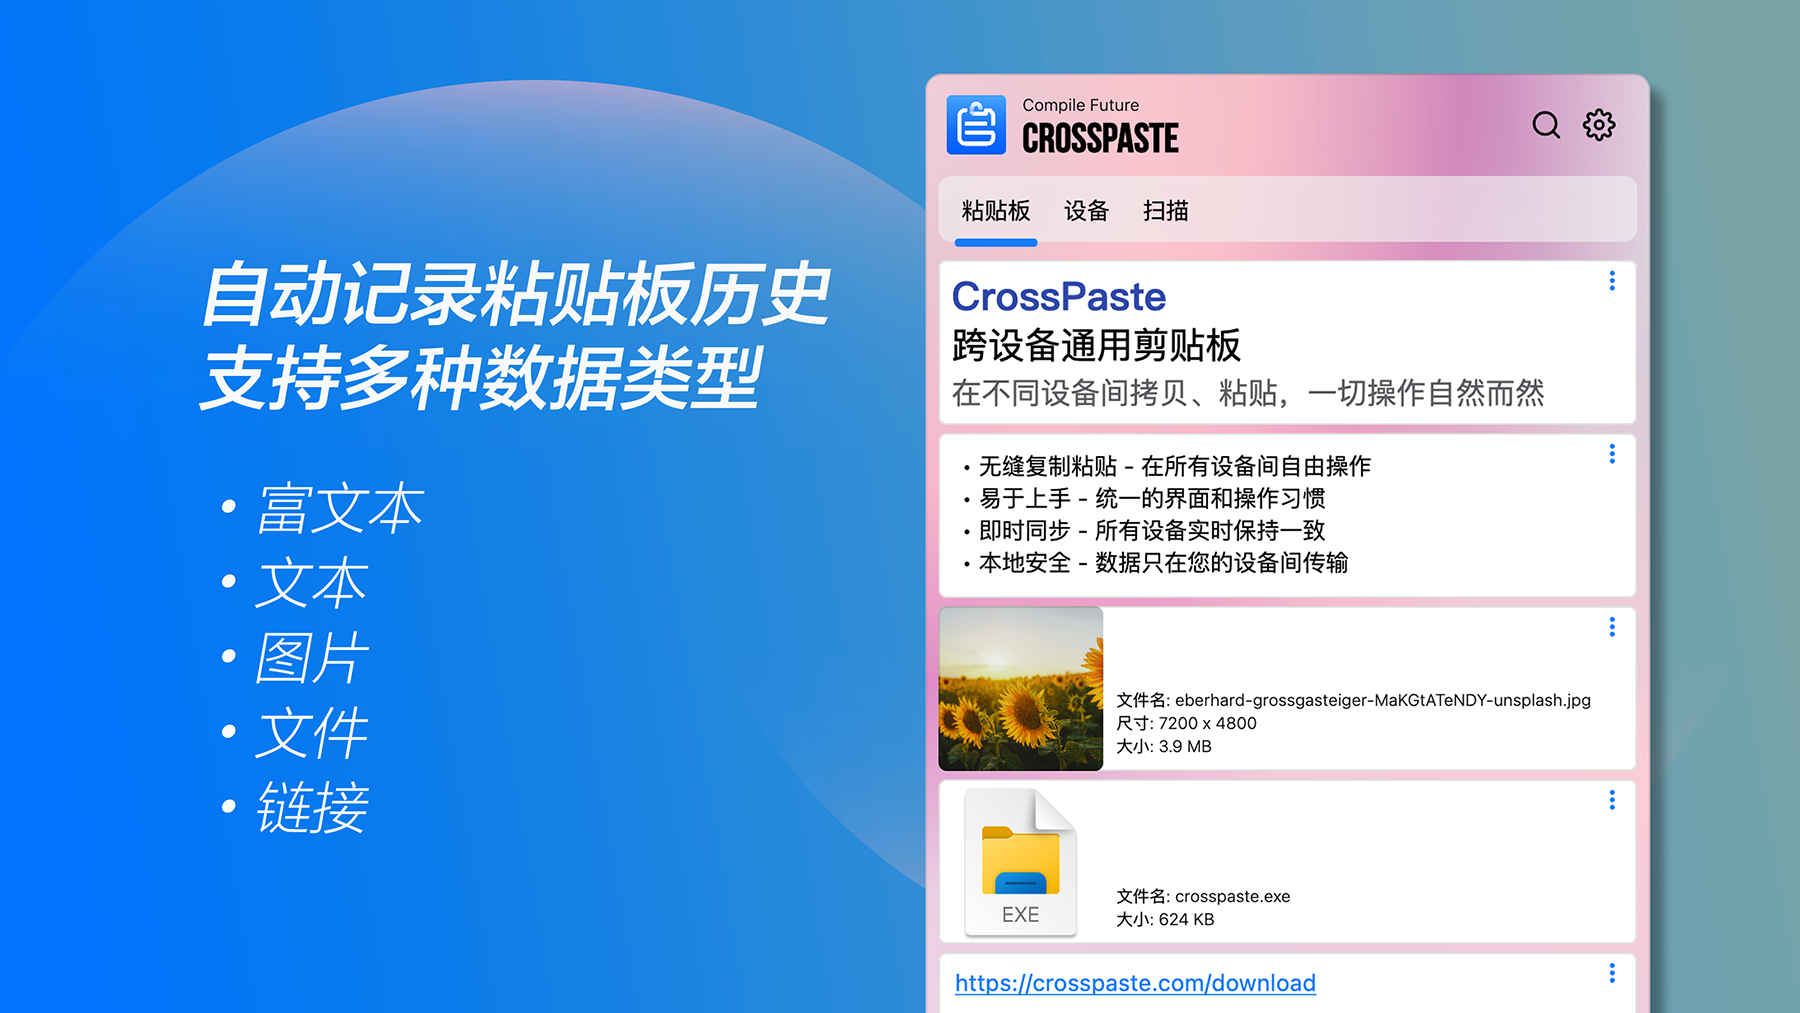 自动记录粘贴板历史
支持多种数据类型
• 富文本
• 文本
• 图片
• 文件
• 链接
Compile Future
CROSSPASTE
粘贴板 设备 扫描
CrossPaste
跨设备通用剪贴板
在不同设备间拷贝、粘贴，一切操作自然而然
• 无缝复制粘贴 – 在所有设备间自由操作
• 易于上手 – 统一的界面和操作习惯
• 即时同步 – 所有设备实时保持一致
• 本地安全 – 数据只在您的设备间传输
文件名: eberhard-grossgasteiger-MaKGtATeNDY-unsplash.jpg
尺寸: 7200 x 4800
大小: 3.9 MB
EXE
文件名: crosspaste.exe
大小: 624 KB
https://crosspaste.com/download